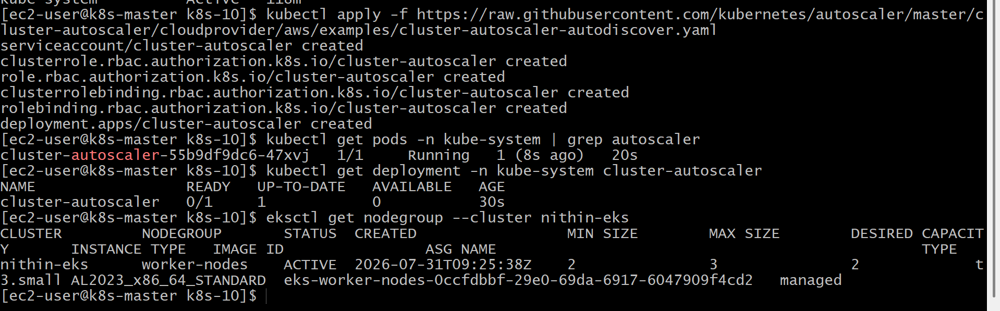 kube-system          Active   118m
[ec2-user@k8s-master k8s-10]$ kubectl apply -f https://raw.githubusercontent.com/kubernetes/autoscaler/master/c
luster-autoscaler/cloudprovider/aws/examples/cluster-autoscaler-autodiscover.yaml
serviceaccount/cluster-autoscaler created
clusterrole.rbac.authorization.k8s.io/cluster-autoscaler created
role.rbac.authorization.k8s.io/cluster-autoscaler created
clusterrolebinding.rbac.authorization.k8s.io/cluster-autoscaler created
rolebinding.rbac.authorization.k8s.io/cluster-autoscaler created
deployment.apps/cluster-autoscaler created
[ec2-user@k8s-master k8s-10]$ kubectl get pods -n kube-system | grep autoscaler
cluster-autoscaler-55b9df9dc6-47xvj   1/1     Running   1 (8s ago)   20s
[ec2-user@k8s-master k8s-10]$ kubectl get deployment -n kube-system cluster-autoscaler
NAME                 READY   UP-TO-DATE   AVAILABLE   AGE
cluster-autoscaler   0/1     1            0           30s
[ec2-user@k8s-master k8s-10]$ eksctl get nodegroup --cluster nithin-eks
CLUSTER         NODEGROUP       STATUS  CREATED                 MIN SIZE        MAX SIZE        DESIRED CAPACIT
Y       INSTANCE TYPE   IMAGE ID                ASG NAME                                                TYPE
nithin-eks      worker-nodes    ACTIVE  2026-07-31T09:25:38Z    2               3               2             t
3.small AL2023_x86_64_STANDARD  eks-worker-nodes-0ccfdbbf-29e0-69da-6917-6047909f4cd2   managed
[ec2-user@k8s-master k8s-10]$